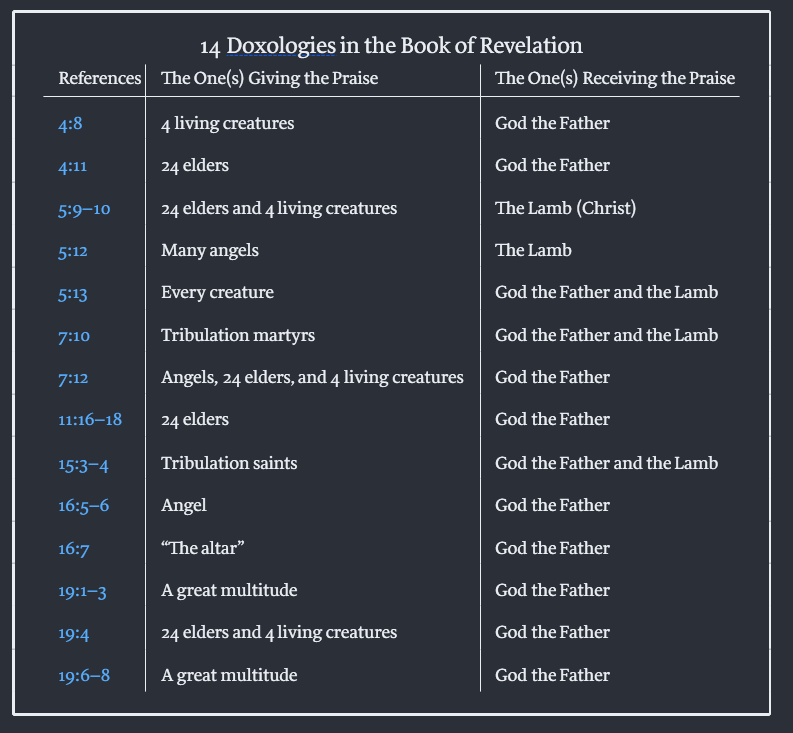 14 Doxologies in the Book of Revelation
References The One(s) Giving the Praise The One(s) Receiving the Praise
4:8 4 living creatures God the Father
4:11 24 elders God the Father
5:9–10 24 elders and 4 living creatures The Lamb (Christ)
5:12 Many angels The Lamb
5:13 Every creature God the Father and the Lamb
7:10 Tribulation martyrs God the Father and the Lamb
7:12 Angels, 24 elders, and 4 living creatures God the Father
11:16–18 24 elders God the Father
15:3–4 Tribulation saints God the Father and the Lamb
16:5–6 Angel God the Father
16:7 “The altar” God the Father
19:1–3 A great multitude God the Father
19:4 24 elders and 4 living creatures God the Father
19:6–8 A great multitude God the Father